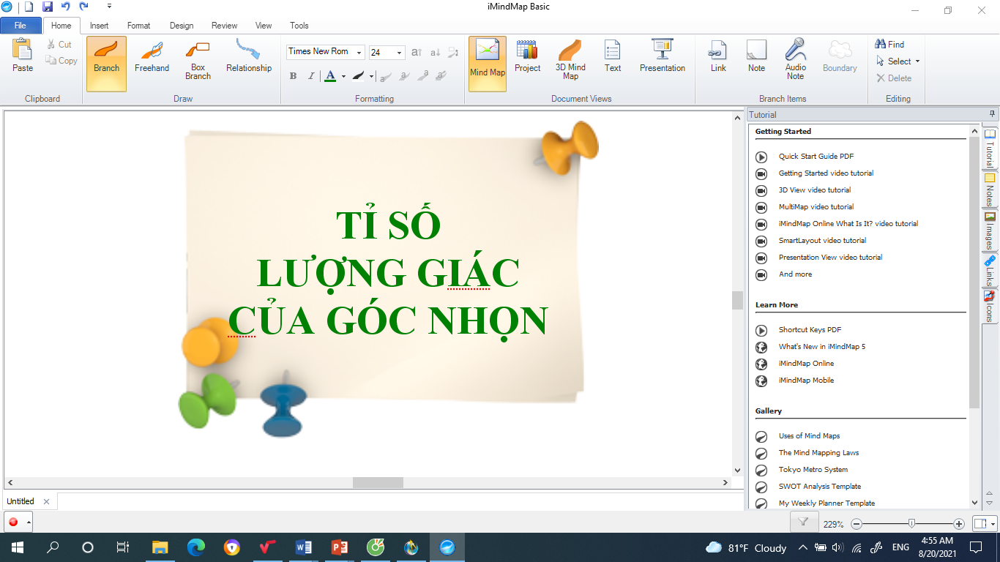 iMindMap Basic
File Home Insert Format Design Review View Tools
Paste Cut Copy Branch Freehand Box Branch Relationship Times New Rom 24 B I A Mind Map Project 3D Mind Map Text Presentation Link Note Audio Note Boundary Find Select Delete
Clipboard Draw Formatting Document Views Branch Items Editing
TỈ SỐ
LƯỢNG GIÁC
CỦA GÓC NHỌN
Tutorial
Getting Started
Quick Start Guide PDF
Getting Started video tutorial
3D View video tutorial
MultiMap video tutorial
iMindMap Online What Is It? video tutorial
SmartLayout video tutorial
Presentation View video tutorial
And more
Learn More
Shortcut Keys PDF
What's New in iMindMap 5
iMindMap Online
iMindMap Mobile
Gallery
Uses of Mind Maps
The Mind Mapping Laws
Tokyo Metro System
SWOT Analysis Template
My Weekly Planner Template
Tutorial
Notes
Images
Links
Icons
Untitled
229%
81°F Cloudy ENG 4:55 AM
8/20/2021